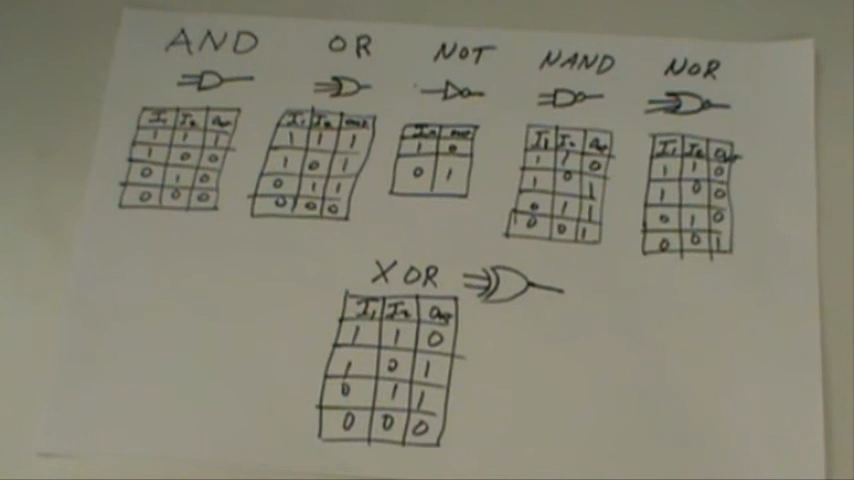 AND OR NOT NAND NOR
I₁ I₂ Out
1 1 1
1 0 0
0 1 0
0 0 0
I₁ I₂ out
1 1 1
1 0 1
0 1 1
0 0 0
In out
1 0
0 1
I₁ I₂ Out
1 1 0
1 0 1
0 1 1
0 0 1
I₁ I₂ Out
1 1 0
1 0 0
0 1 0
0 0 1
XOR
I₁ I₂ Out
1 1 0
1 0 1
0 1 1
0 0 0